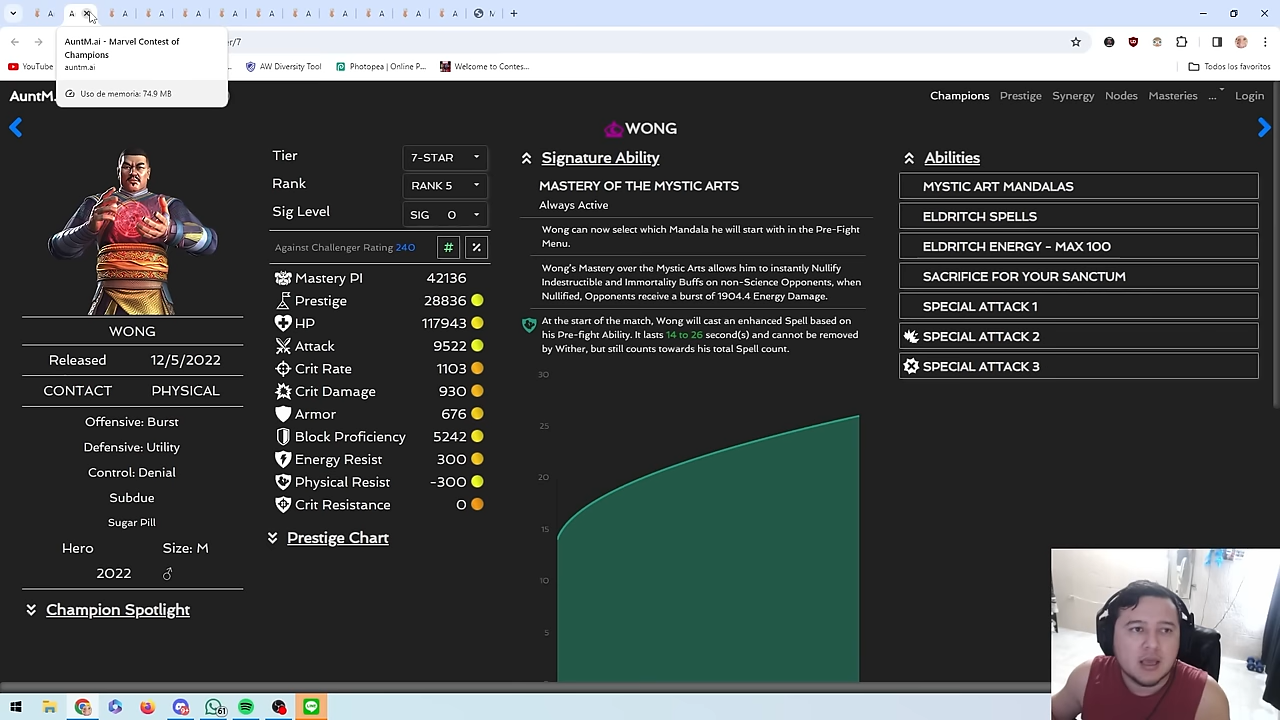 A
A
A
A
A
A
A
A
A
A
A
A
M
AuntM.ai - Marvel Contest of
Champions
auntm.ai
Uso de memoria: 74.9 MB
er/7
YouTube
AW Diversity Tool
Photopea | Online P...
Welcome to Contes...
Todos los favoritos
AuntM.
Champions
Prestige
Synergy
Nodes
Masteries
...
Login
WONG
Tier
7-STAR
Rank
RANK 5
Sig Level
SIG 0
Against Challenger Rating 240
#
Mastery PI 42136
Prestige 28836
HP 117943
Attack 9522
Crit Rate 1103
Crit Damage 930
Armor 676
Block Proficiency 5242
Energy Resist 300
Physical Resist -300
Crit Resistance 0
Prestige Chart
WONG
Released 12/5/2022
CONTACT PHYSICAL
Offensive: Burst
Defensive: Utility
Control: Denial
Subdue
Sugar Pill
Hero Size: M
2022 ♂
Champion Spotlight
Signature Ability
MASTERY OF THE MYSTIC ARTS
Always Active
Wong can now select which Mandala he will start with in the Pre-Fight
Menu.
Wong's Mastery over the Mystic Arts allows him to instantly Nullify
Indestructible and Immortality Buffs on non-Science Opponents, when
Nullified, Opponents receive a burst of 1904.4 Energy Damage.
At the start of the match, Wong will cast an enhanced Spell based on
his Pre-fight Ability. It lasts 14 to 26 second(s) and cannot be removed
by Wither, but still counts towards his total Spell count.
30
25
20
15
10
5
Abilities
MYSTIC ART MANDALAS
ELDRITCH SPELLS
ELDRITCH ENERGY - MAX 100
SACRIFICE FOR YOUR SANCTUM
SPECIAL ATTACK 1
SPECIAL ATTACK 2
SPECIAL ATTACK 3
61
LINE